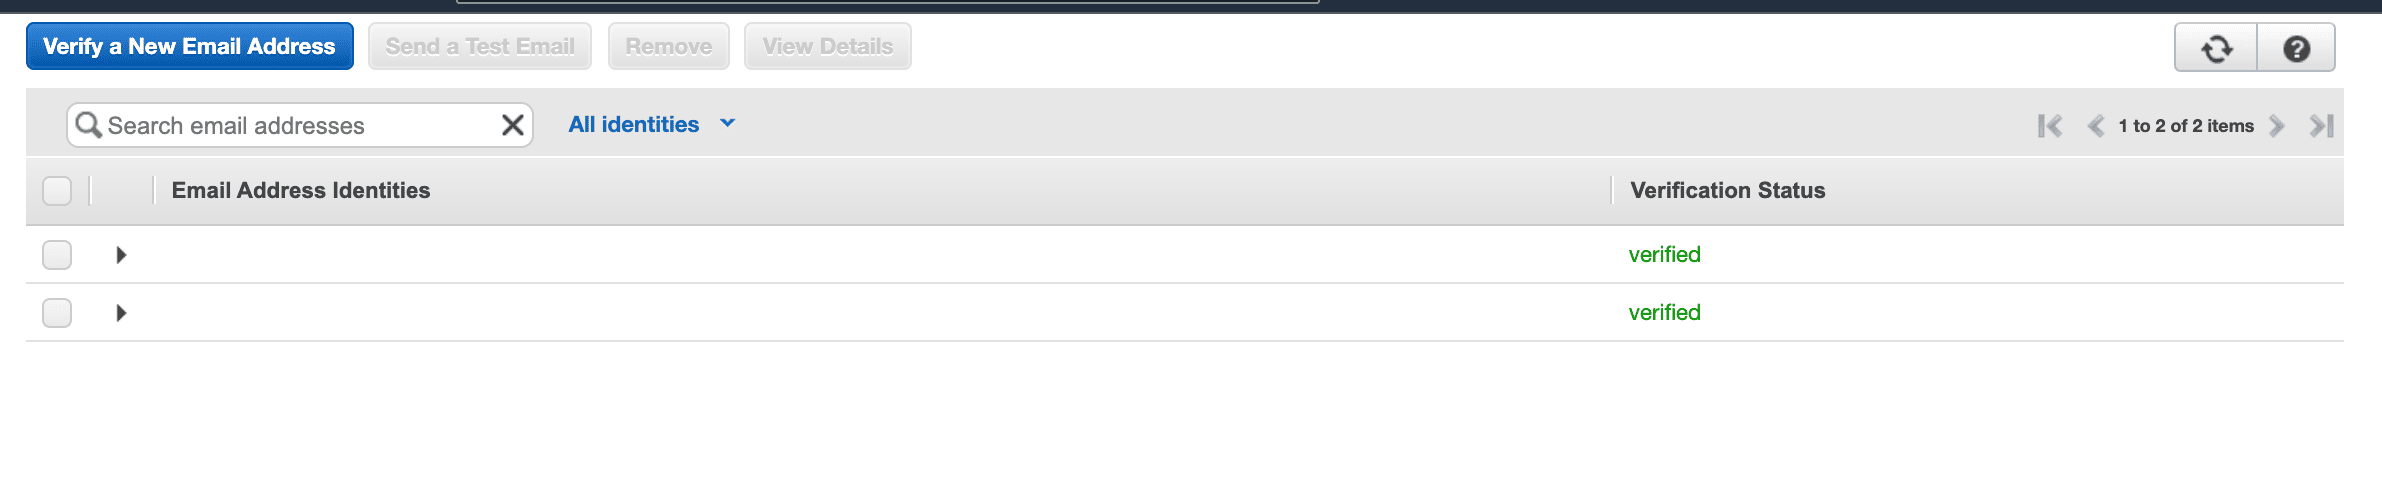 Verify a New Email Address Send a Test Email Remove View Details
Search email addresses All identities 1 to 2 of 2 items
Email Address Identities Verification Status
verified
verified